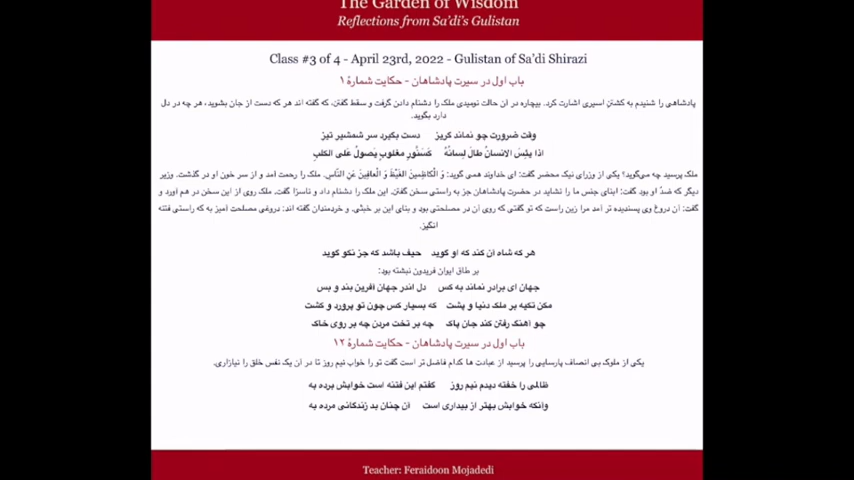 The Garden of Wisdom
Reflections from Sa'di's Gulistan
Class #3 of 4 - April 23rd, 2022 - Gulistan of Sa'di Shirazi
باب اول در سیرت پادشاهان - حکایت شمارهٔ ۱
پادشاهی را شنیدم به کشتن اسیری اشارت کرد. بیچاره در آن حالت نومیدی ملک را دشنام دادن گرفت و سقط گفتن، که گفته اند هر که دست از جان بشوید، هر چه در دل
دارد بگوید.
وقت ضرورت چو نماند گریز دست بگیرد سر شمشیر تیز
اذا یئِسَ الانسانُ طالَ لِسانُهُ کَسنّورِ مغلوبِ یَصولُ عَلی الکلبِ
ملک پرسید چه می‌گوید؟ یکی از وزرای نیک محضر گفت: ای خداوند همی گوید: وَ الْکاظِمینَ الغَیْظَ وَ الْعافینَ عَنِ النّاسِ. ملک را رحمت آمد و از سر خون او در گذشت. وزیر
دیگر که ضدّ او بود گفت: ابنای جنس ما را نشاید در حضرت پادشاهان جز به راستی سخن گفتن. این ملک را دشنام داد و ناسزا گفت. ملک روی از این سخن در هم آورد و
گفت: آن دروغ وی پسندیده تر آمد مرا زین راست که تو گفتی که روی آن در مصلحتی بود و بنای این بر خبثی. و خردمندان گفته اند: دروغی مصلحت آمیز به که راستی فتنه
انگیز.
هر که شاه آن کند که او گوید حیف باشد که جز نکو گوید
بر طاق ایوان فریدون نبشته بود:
جهان ای برادر نماند به کس دل اندر جهان آفرین بند و بس
مکن تکیه بر ملک دنیا و پشت که بسیار کس چون تو پرورد و کشت
چو آهنگ رفتن کند جان پاک چه بر تخت مردن چه بر روی خاک
باب اول در سیرت پادشاهان - حکایت شمارهٔ ۱۲
یکی از ملوک بی انصاف پارسایی را پرسید از عبادت ها کدام فاضل تر است گفت تو را خواب نیم روز تا در آن یک نفس خلق را نیازاری.
ظالمی را خفته دیدم نیم روز گفتم این فتنه است خوابش برده به
وآنکه خوابش بهتر از بیداری است آن چنان بد زندگانی مرده به
Teacher: Feraidoon Mojadedi